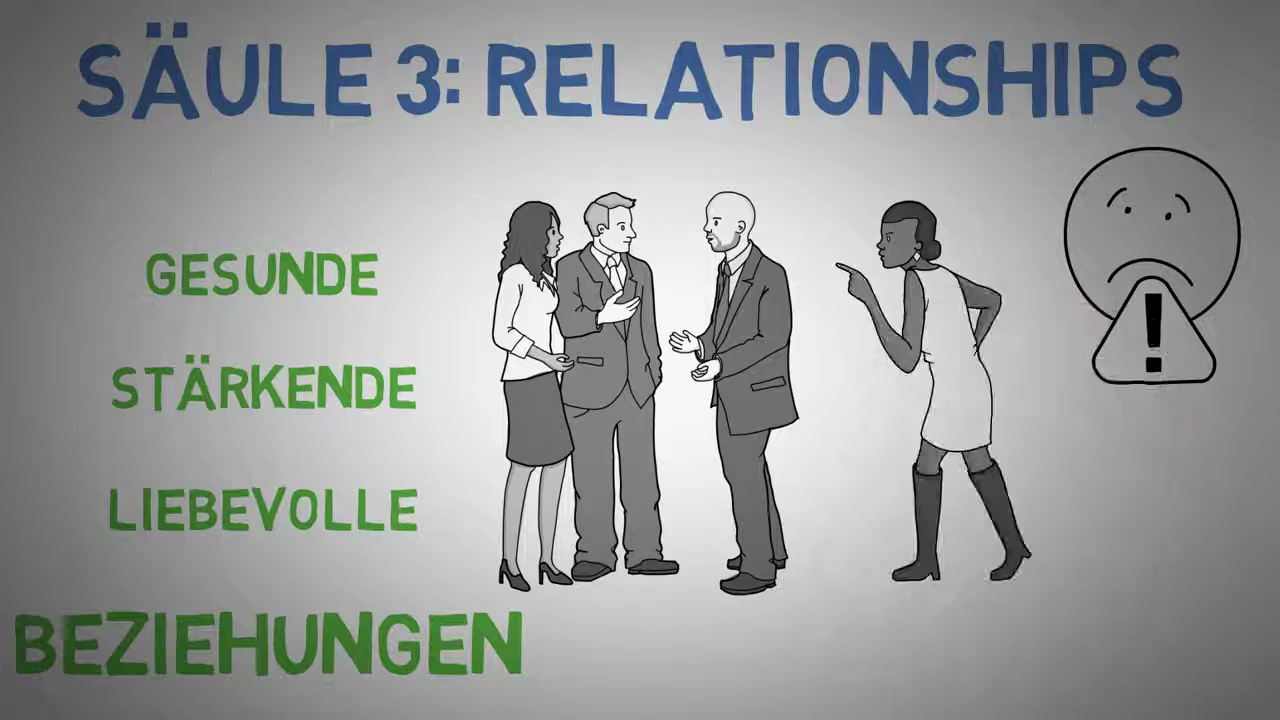 SÄULE 3: RELATIONSHIPS
GESUNDE
STÄRKENDE
LIEBEVOLLE
BEZIEHUNGEN
!